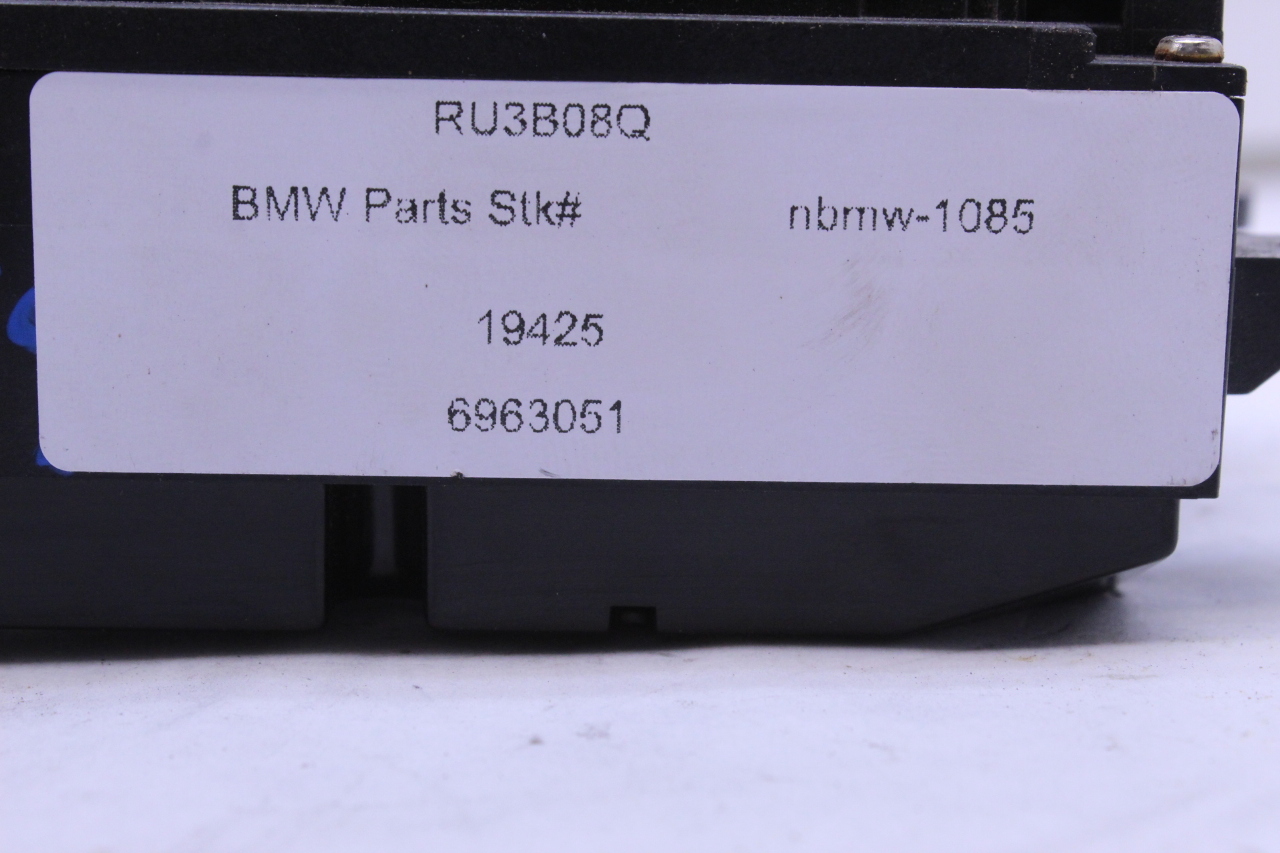 RU3B08Q
BMW Parts Stk# nbmw-1085
19425
6963051